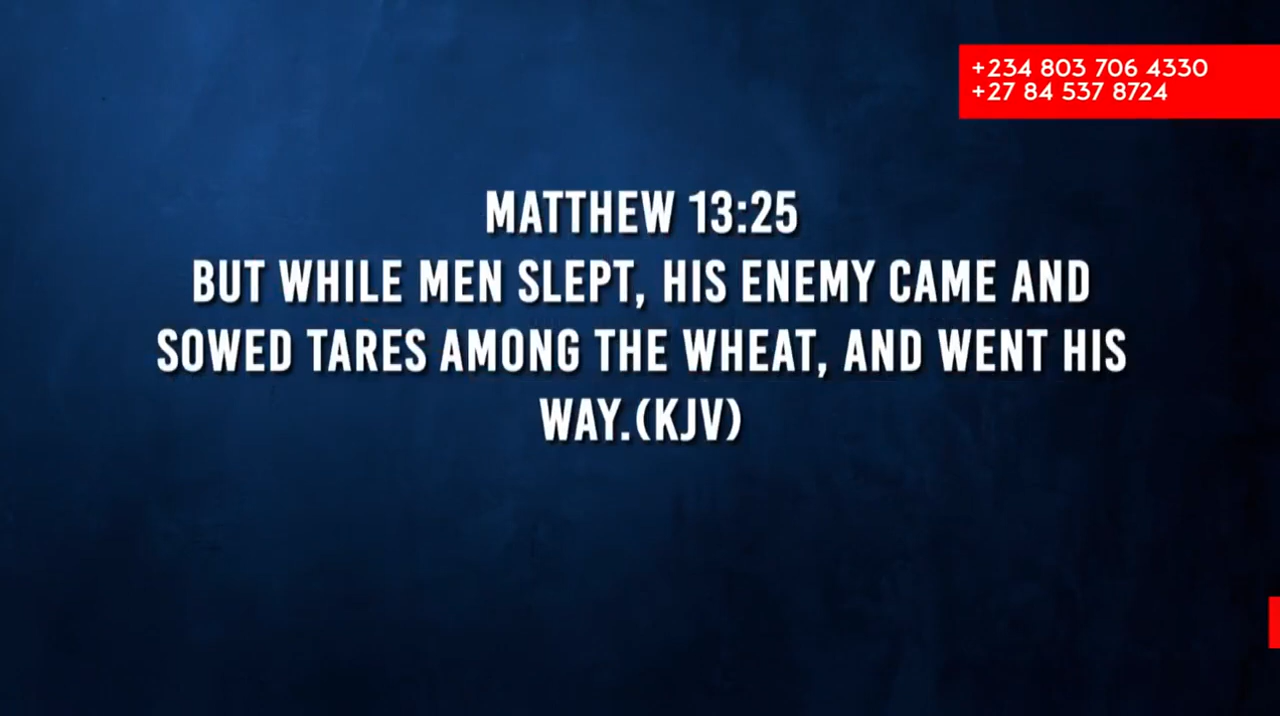 +234 803 706 4330
+27 84 537 8724
MATTHEW 13:25
BUT WHILE MEN SLEPT, HIS ENEMY CAME AND
SOWED TARES AMONG THE WHEAT, AND WENT HIS
WAY.(KJV)